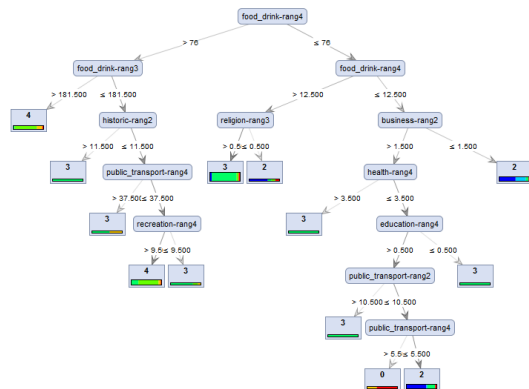 food_drink-rang4
> 76 ≤ 76
food_drink-rang3 food_drink-rang4
> 181.500 ≤ 181.500 > 12.500 ≤ 12.500
4 historic-rang2 religion-rang3 business-rang2
> 11.500 ≤ 11.500 > 0.5 ≤ 0.500 > 1.500 ≤ 1.500
3 public_transport-rang4 3 2 health-rang4 2
> 37.500 ≤ 37.500 > 3.500 ≤ 3.500
3 recreation-rang4 3 education-rang4
> 9.5 ≤ 9.500 > 0.500 ≤ 0.500
4 3 public_transport-rang2 3
> 10.500 ≤ 10.500
3 public_transport-rang4
> 5.5 ≤ 5.500
0 2